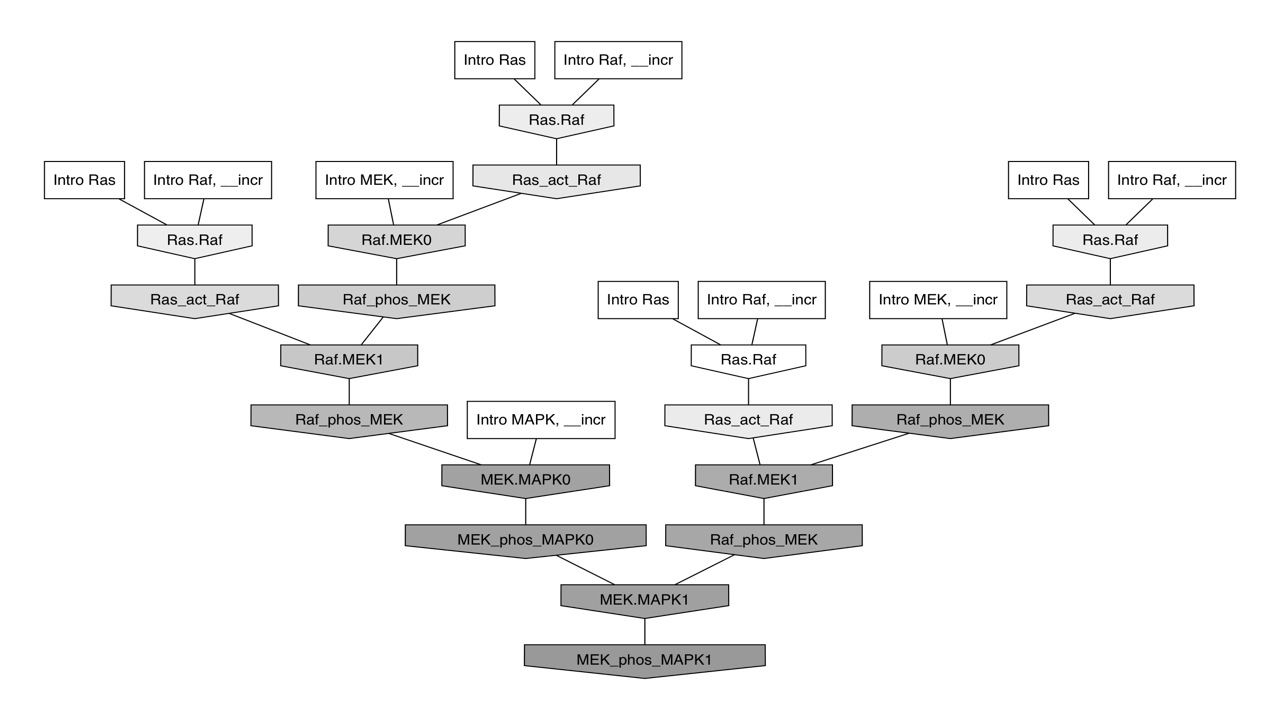 Intro Ras
Intro Raf, __incr
Ras.Raf
Intro Ras
Intro Raf, __incr
Intro MEK, __incr
Ras_act_Raf
Intro Ras
Intro Raf, __incr
Ras.Raf
Raf.MEK0
Ras.Raf
Ras_act_Raf
Raf_phos_MEK
Intro Ras
Intro Raf, __incr
Intro MEK, __incr
Ras_act_Raf
Raf.MEK1
Ras.Raf
Raf.MEK0
Raf_phos_MEK
Intro MAPK, __incr
Ras_act_Raf
Raf_phos_MEK
MEK.MAPK0
Raf.MEK1
MEK_phos_MAPK0
Raf_phos_MEK
MEK.MAPK1
MEK_phos_MAPK1